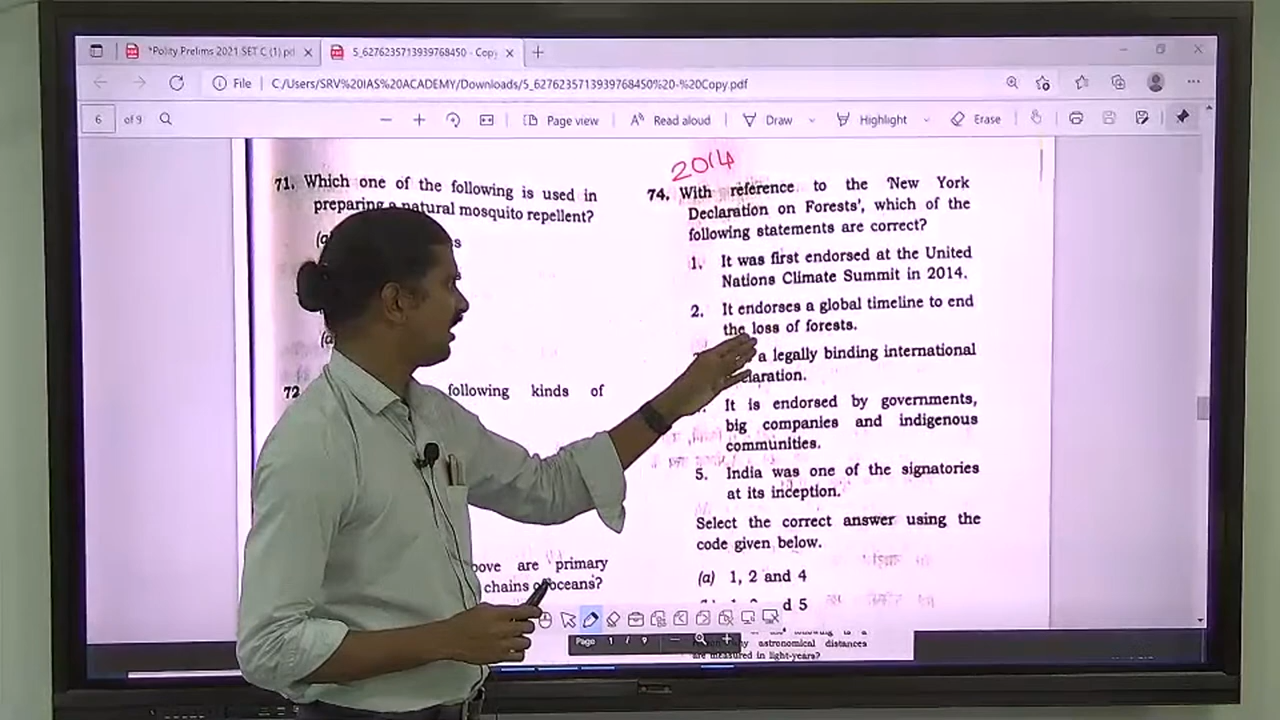 *Polity Prelims 2021 SET C (1).pd
5_6276235713939768450 - Copy
File C:/Users/SRV%20IAS%20ACADEMY/Downloads/5_6276235713939768450%20-%20Copy.pdf
6 of 9 Page view Read aloud Draw Highlight Erase
71. Which one of the following is used in
preparing a natural mosquito repellent?
72
following kinds of
ove are primary
chains oceans?
2014
74. With reference to the 'New York
Declaration on Forests', which of the
following statements are correct?
1. It was first endorsed at the United
Nations Climate Summit in 2014.
2. It endorses a global timeline to end
the loss of forests.
a legally binding international
claration.
It is endorsed by governments,
big companies and indigenous
communities.
5. India was one of the signatories
at its inception.
Select the correct answer using the
code given below.
(a) 1, 2 and 4
d 5
Page 1 / 9
astronomical distances
are measured in light-years?